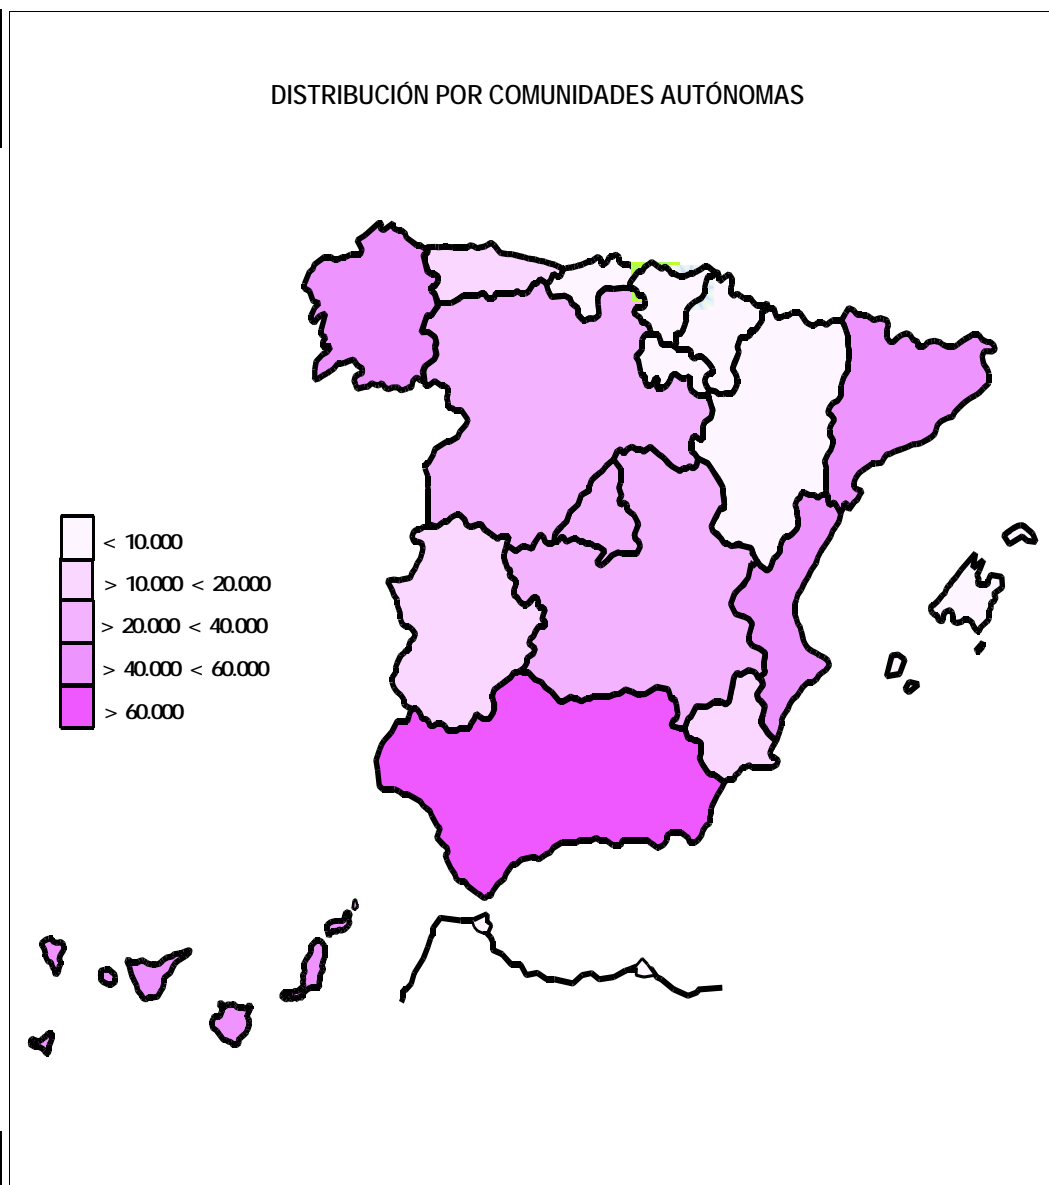 DISTRIBUCIÓN POR COMUNIDADES AUTÓNOMAS
< 10.000
> 10.000 < 20.000
> 20.000 < 40.000
> 40.000 < 60.000
> 60.000